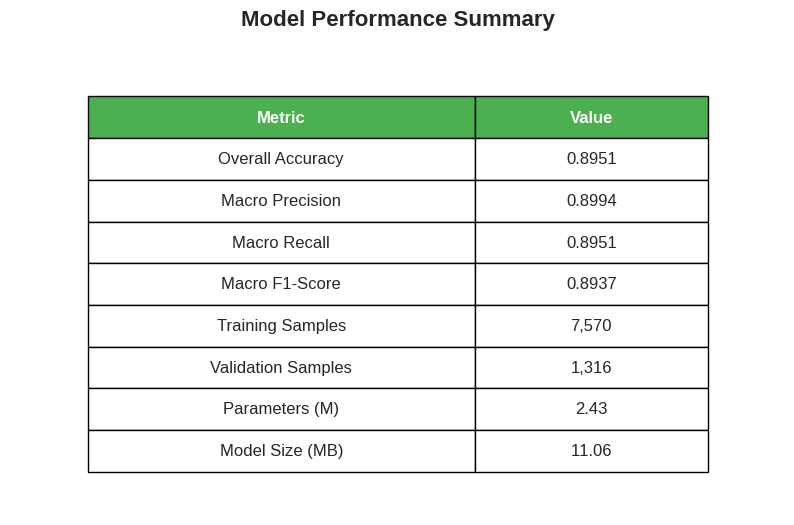 Model Performance Summary
Metric Value
Overall Accuracy 0.8951
Macro Precision 0.8994
Macro Recall 0.8951
Macro F1-Score 0.8937
Training Samples 7,570
Validation Samples 1,316
Parameters (M) 2.43
Model Size (MB) 11.06